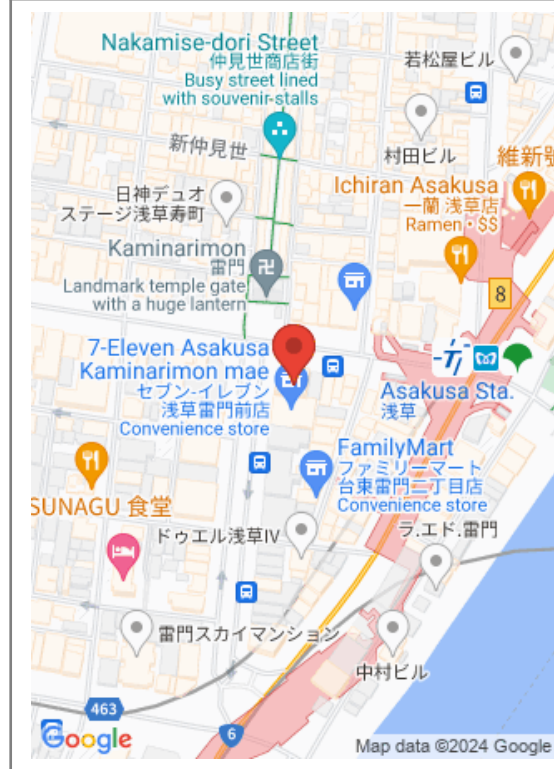 Nakamise-dori Street
仲見世商店街
Busy street lined
with souvenir-stalls
若松屋ビル
新仲見世
村田ビル
維新號
Ichiran Asakusa
一蘭 浅草店
Ramen・$$
日神デュオ
ステージ浅草寿町
Kaminarimon
雷門
Landmark temple gate
with a huge lantern
卍
8
7-Eleven Asakusa
Kaminarimon mae
セブン-イレブン
浅草雷門前店
Convenience store
Asakusa Sta.
浅草
FamilyMart
ファミリーマート
台東雷門二丁目店
Convenience store
SUNAGU 食堂
ドゥエル浅草IV
ラ.エド.雷門
雷門スカイマンション
中村ビル
463
6
Google
Map data ©2024 Google